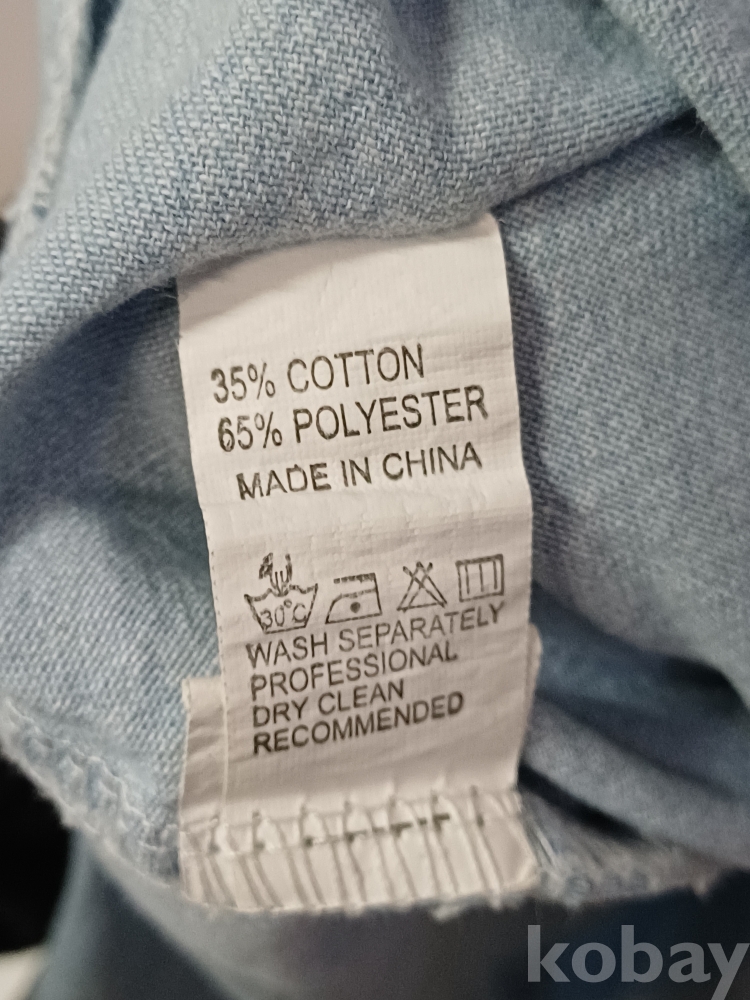 35% COTTON
65% POLYESTER
MADE IN CHINA
30°C
WASH SEPARATELY
PROFESSIONAL
DRY CLEAN
RECOMMENDED
kobay